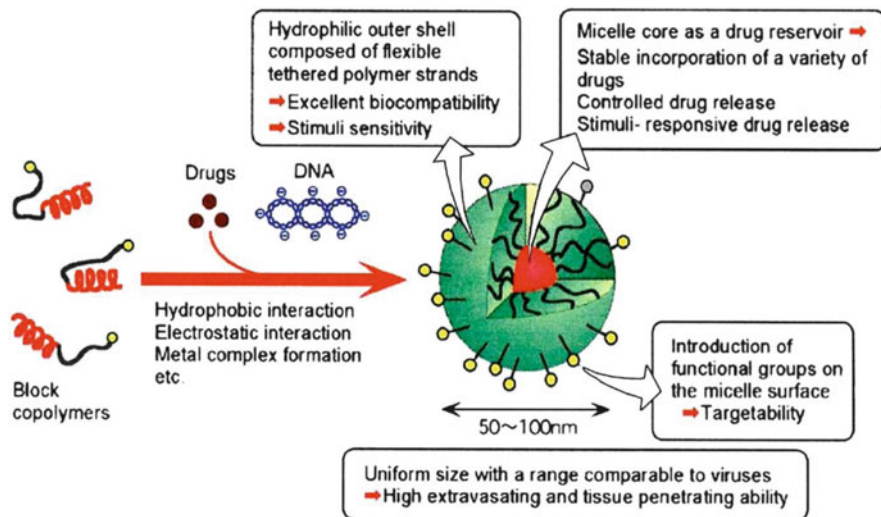 Hydrophilic outer shell
composed of flexible
tethered polymer strands
➡Excellent biocompatibility
➡Stimuli sensitivity
Micelle core as a drug reservoir ➡
Stable incorporation of a variety of
drugs
Controlled drug release
Stimuli- responsive drug release
Drugs
DNA
Hydrophobic interaction
Electrostatic interaction
Metal complex formation
etc.
Block
copolymers
Introduction of
functional groups on
the micelle surface
➡Targetability
50~100nm
Uniform size with a range comparable to viruses
➡High extravasating and tissue penetrating ability